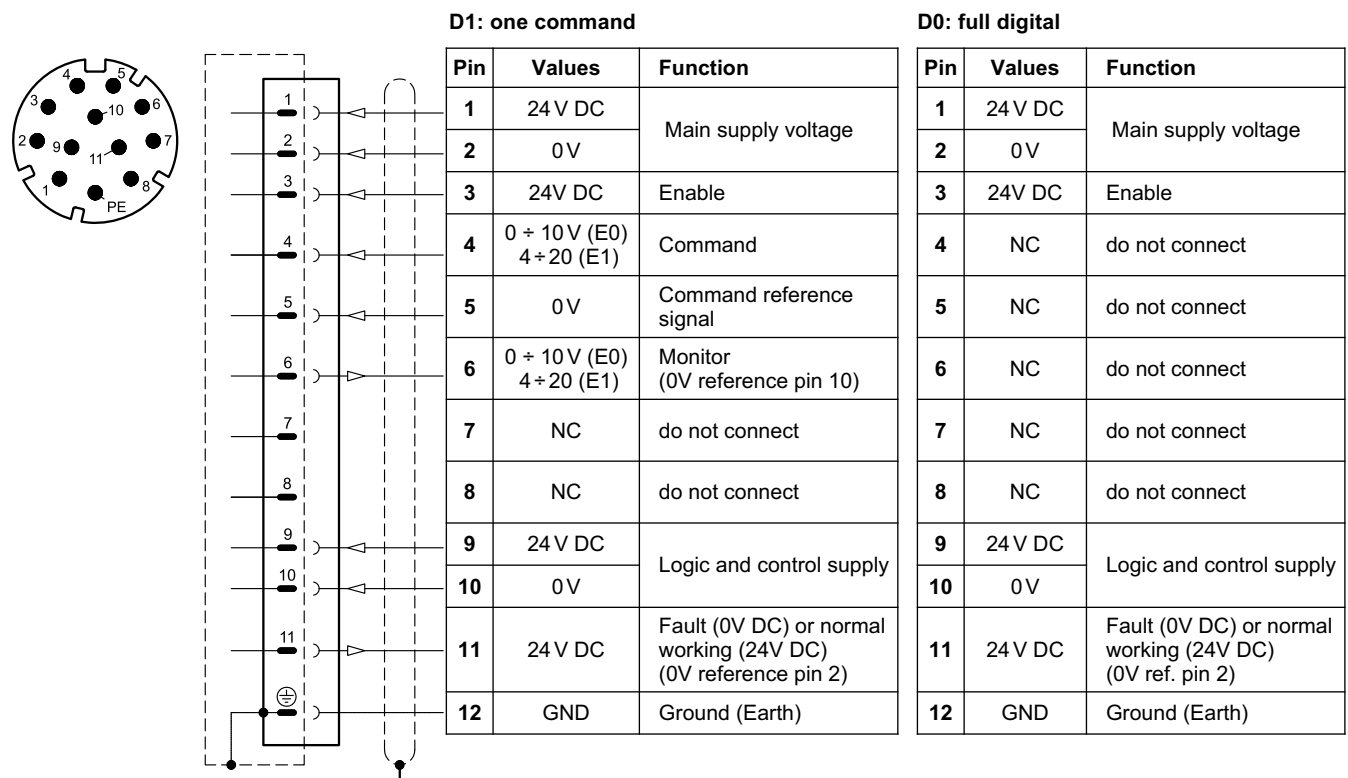 D1: one command
D0: full digital
4 5
3 10 6
2 9 11 7
1 8
PE
1
2
3
4
5
6
7
8
9
10
11
Pin Values Function
1 24 V DC Main supply voltage
2 0 V
3 24V DC Enable
4 0 ÷ 10 V (E0) Command
4 ÷ 20 (E1)
5 0 V Command reference
signal
6 0 ÷ 10 V (E0) Monitor
4 ÷ 20 (E1) (0V reference pin 10)
7 NC do not connect
8 NC do not connect
9 24 V DC Logic and control supply
10 0 V
11 24 V DC Fault (0V DC) or normal
working (24V DC)
(0V reference pin 2)
12 GND Ground (Earth)
Pin Values Function
1 24 V DC Main supply voltage
2 0 V
3 24V DC Enable
4 NC do not connect
5 NC do not connect
6 NC do not connect
7 NC do not connect
8 NC do not connect
9 24 V DC Logic and control supply
10 0 V
11 24 V DC Fault (0V DC) or normal
working (24V DC)
(0V ref. pin 2)
12 GND Ground (Earth)